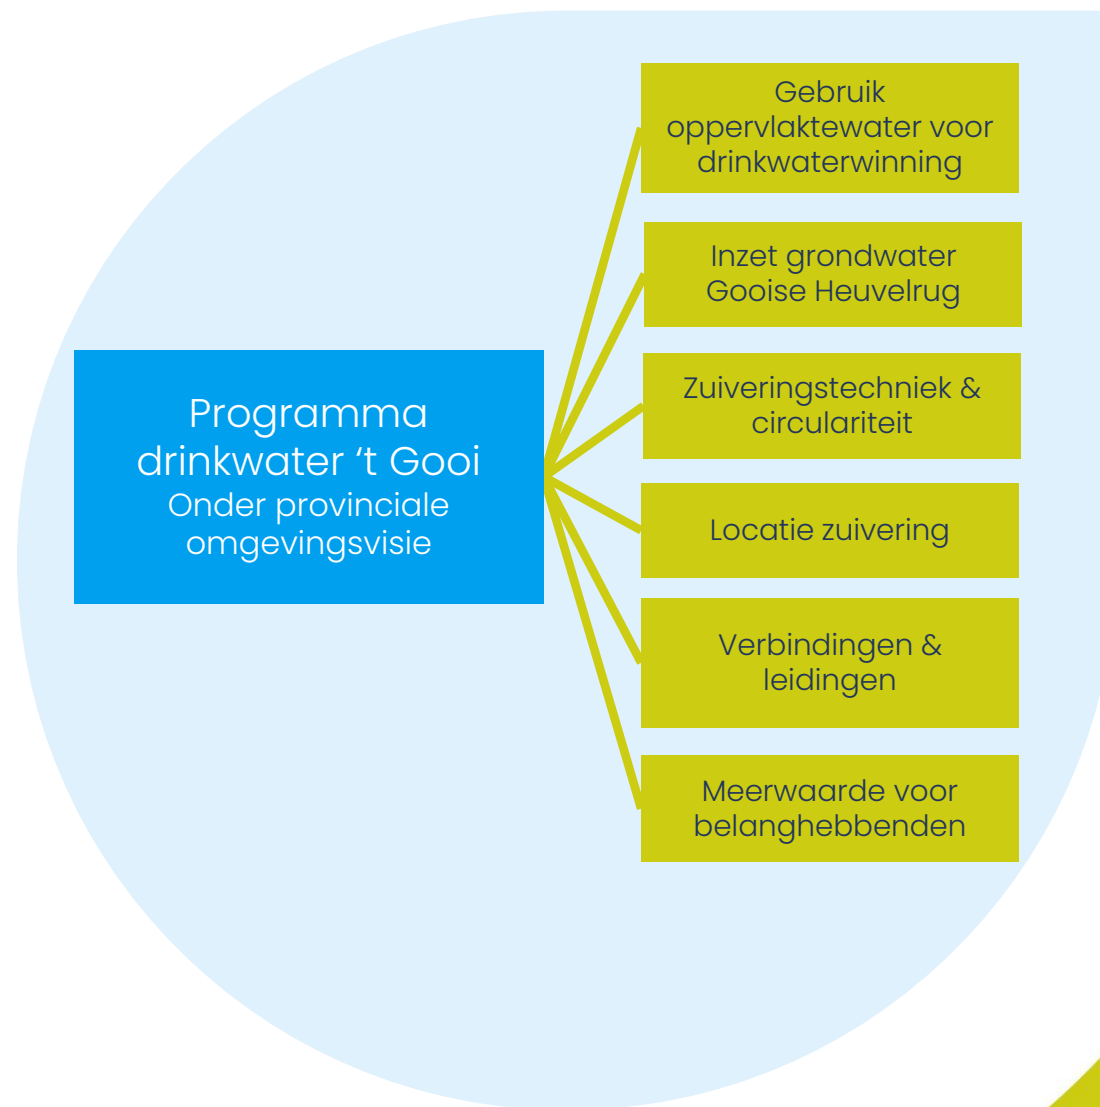 Programma
drinkwater ‘t Gooi
Onder provinciale
omgevingsvisie
Gebruik
oppervlaktewater voor
drinkwaterwinning
Inzet grondwater
Gooise Heuvelrug
Zuiveringstechniek &
circulariteit
Locatie zuivering
Verbindingen &
leidingen
Meerwaarde voor
belanghebbenden